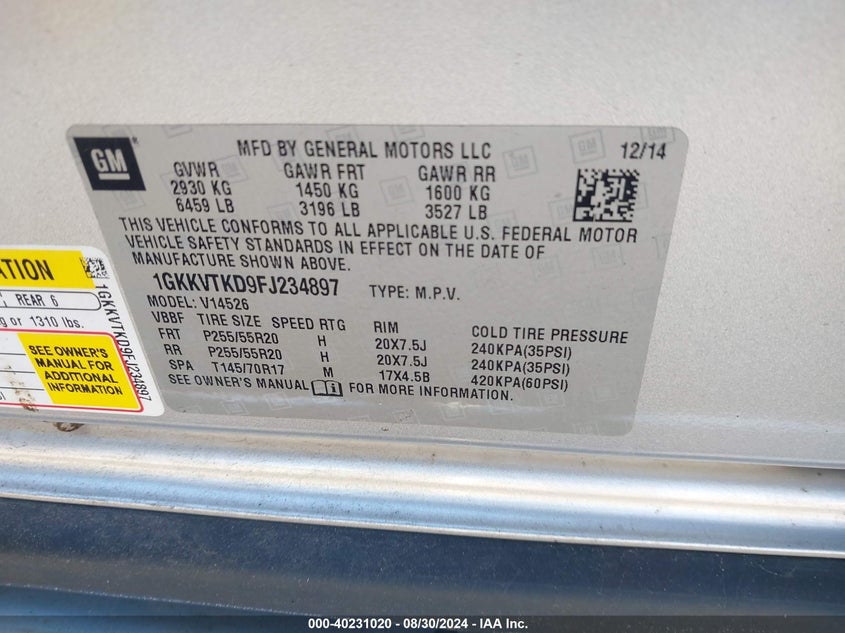 GM
MFD BY GENERAL MOTORS LLC
12/14
GVWR GAWR FRT GAWR RR
2930 KG 1450 KG 1600 KG
6459 LB 3196 LB 3527 LB
THIS VEHICLE CONFORMS TO ALL APPLICABLE U.S. FEDERAL MOTOR
VEHICLE SAFETY STANDARDS IN EFFECT ON THE DATE OF
MANUFACTURE SHOWN ABOVE.
1GKKVTKD9FJ234897 TYPE: M.P.V.
MODEL: V14526
VBBF TIRE SIZE SPEED RTG RIM COLD TIRE PRESSURE
FRT P255/55R20 H 20X7.5J 240KPA(35PSI)
RR P255/55R20 H 20X7.5J 240KPA(35PSI)
SPA T145/70R17 M 17X4.5B 420KPA(60PSI)
SEE OWNER'S MANUAL FOR MORE INFORMATION.
REAR 6
or 1310 lbs.
SEE OWNER'S
MANUAL FOR
ADDITIONAL
INFORMATION
1GKKVTKD9FJ234897
000-40231020 - 08/30/2024 - IAA Inc.